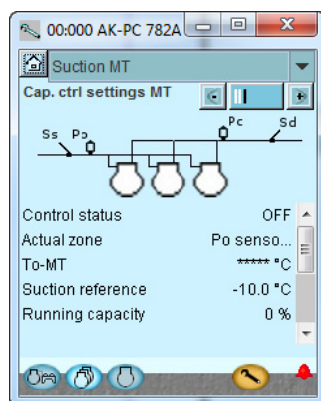 00:000 AK-PC 782A
Suction MT
Cap. ctrl settings MT
Pc Sd
Ss Po
Control status OFF
Actual zone Po senso...
To-MT ***** °C
Suction reference -10.0 °C
Running capacity 0 %